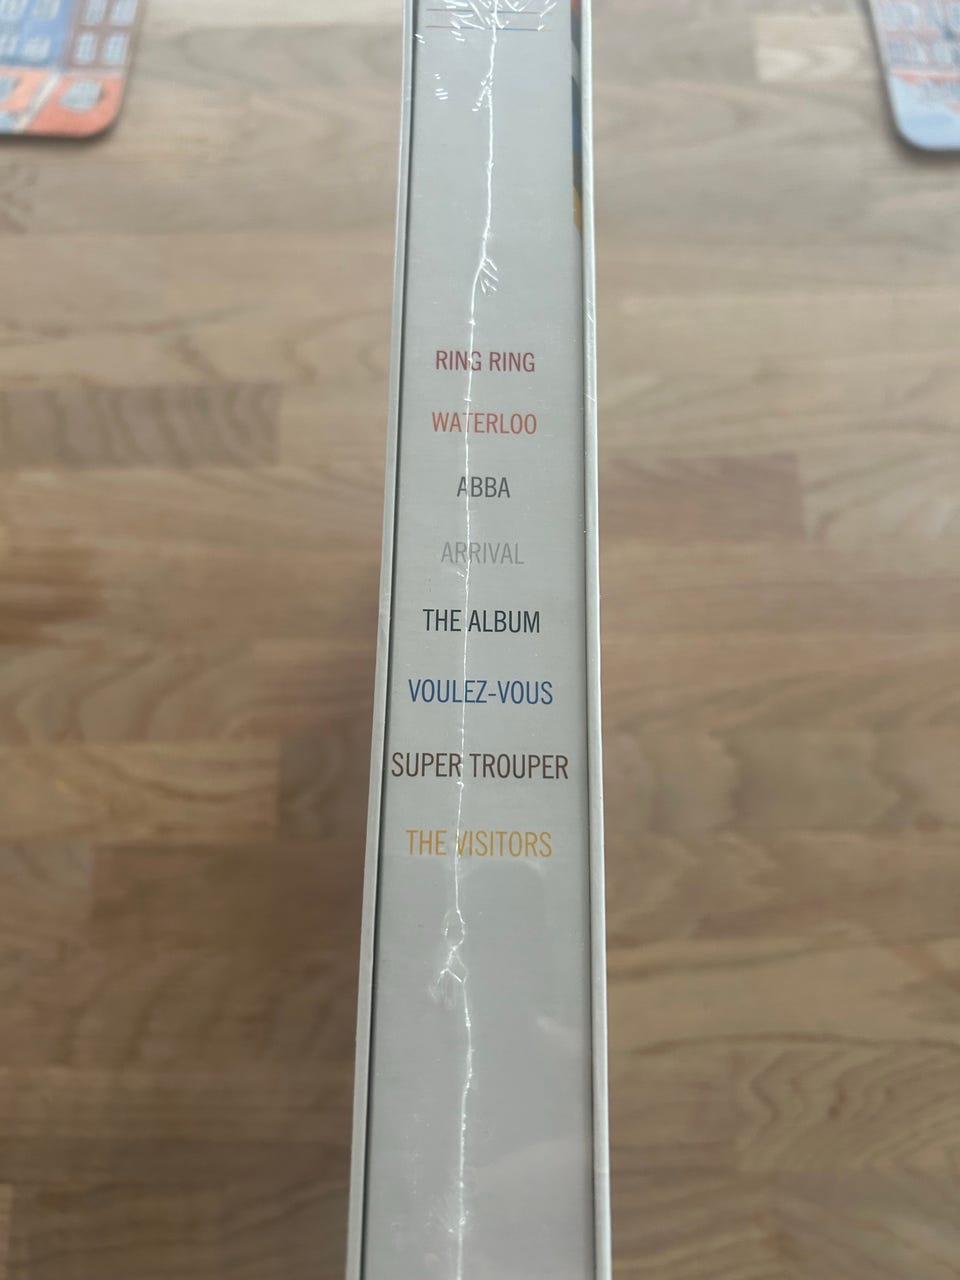 RING RING
WATERLOO
ABBA
ARRIVAL
THE ALBUM
VOULEZ-VOUS
SUPER TROUPER
THE VISITORS